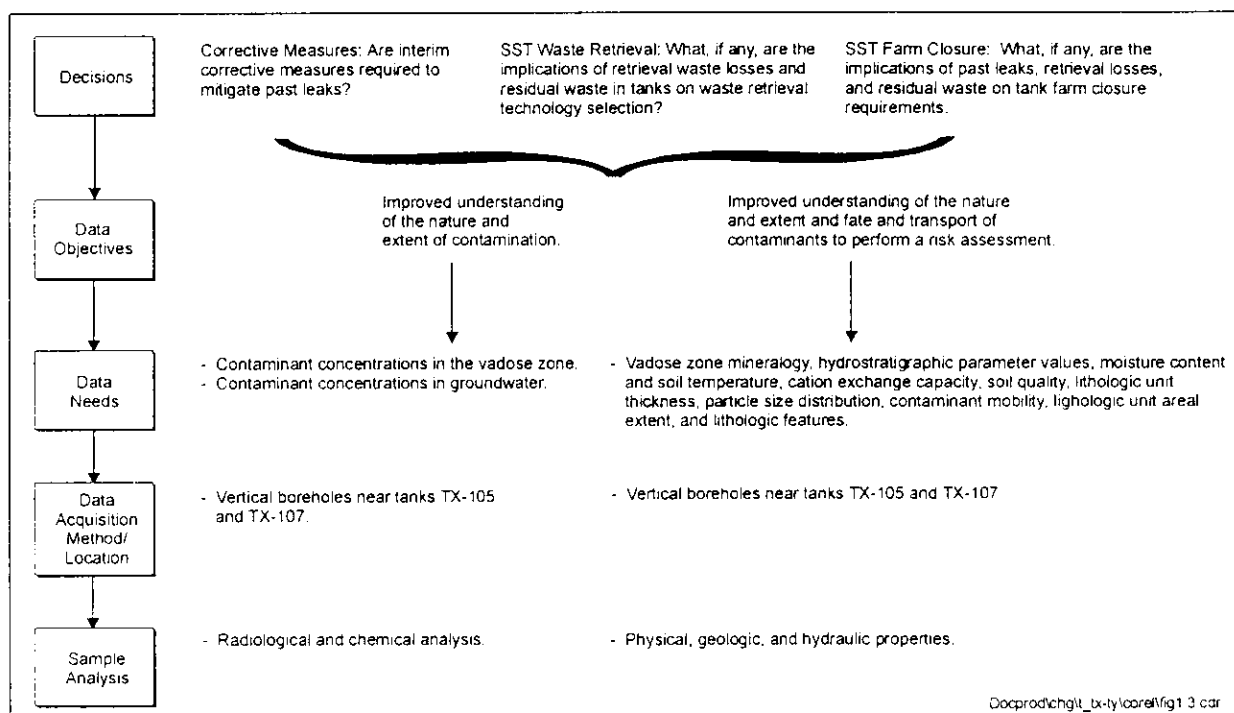 Decisions
Corrective Measures: Are interim
corrective measures required to
mitigate past leaks?
SST Waste Retrieval: What, if any, are the
implications of retrieval waste losses and
residual waste in tanks on waste retrieval
technology selection?
SST Farm Closure: What, if any, are the
implications of past leaks, retrieval losses,
and residual waste on tank farm closure
requirements.
Data
Objectives
Improved understanding
of the nature and
extent of contamination.
Improved understanding of the nature
and extent and fate and transport of
contaminants to perform a risk assessment.
Data
Needs
- Contaminant concentrations in the vadose zone.
- Contaminant concentrations in groundwater.
- Vadose zone mineralogy, hydrostratigraphic parameter values, moisture content
and soil temperature, cation exchange capacity, soil quality, lithologic unit
thickness, particle size distribution, contaminant mobility, lighologic unit areal
extent, and lithologic features.
Data
Acquisition
Method/
Location
- Vertical boreholes near tanks TX-105
and TX-107.
- Vertical boreholes near tanks TX-105 and TX-107
Sample
Analysis
- Radiological and chemical analysis.
- Physical, geologic, and hydraulic properties.
Docprod\chg\t_tx-ty\corel\fig1 3 cdr